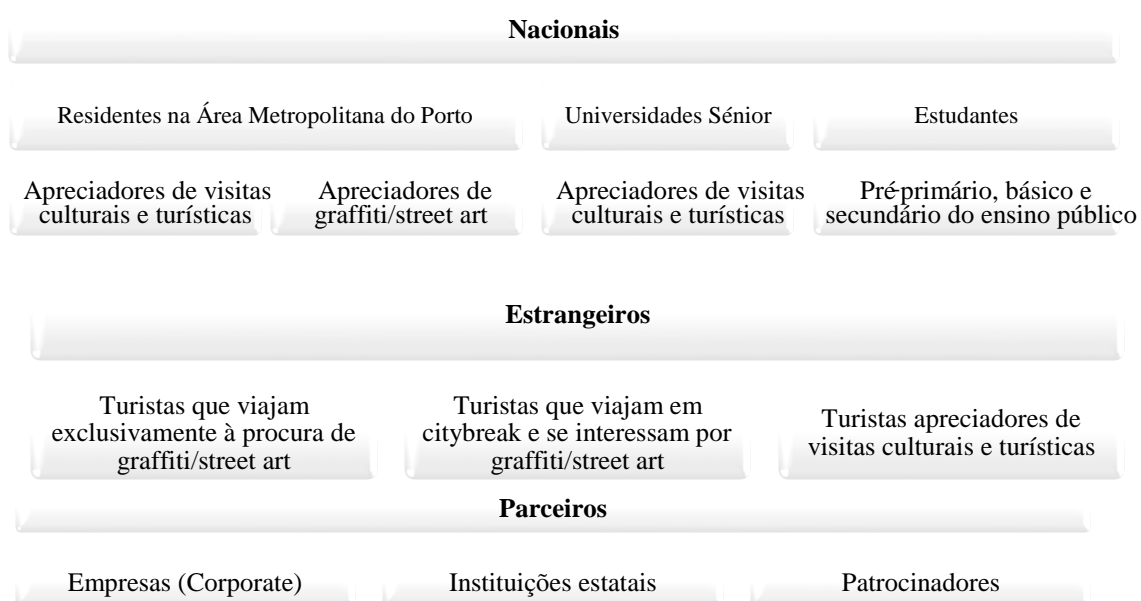 Nacionais
Residentes na Área Metropolitana do Porto
Universidades Sénior
Estudantes
Apreciadores de visitas
culturais e turísticas
Apreciadores de
graffiti/street art
Apreciadores de visitas
culturais e turísticas
Pré-primário, básico e
secundário do ensino público
Estrangeiros
Turistas que viajam
exclusivamente à procura de
graffiti/street art
Turistas que viajam em
citybreak e se interessam por
graffiti/street art
Turistas apreciadores de
visitas culturais e turísticas
Parceiros
Empresas (Corporate)
Instituições estatais
Patrocinadores